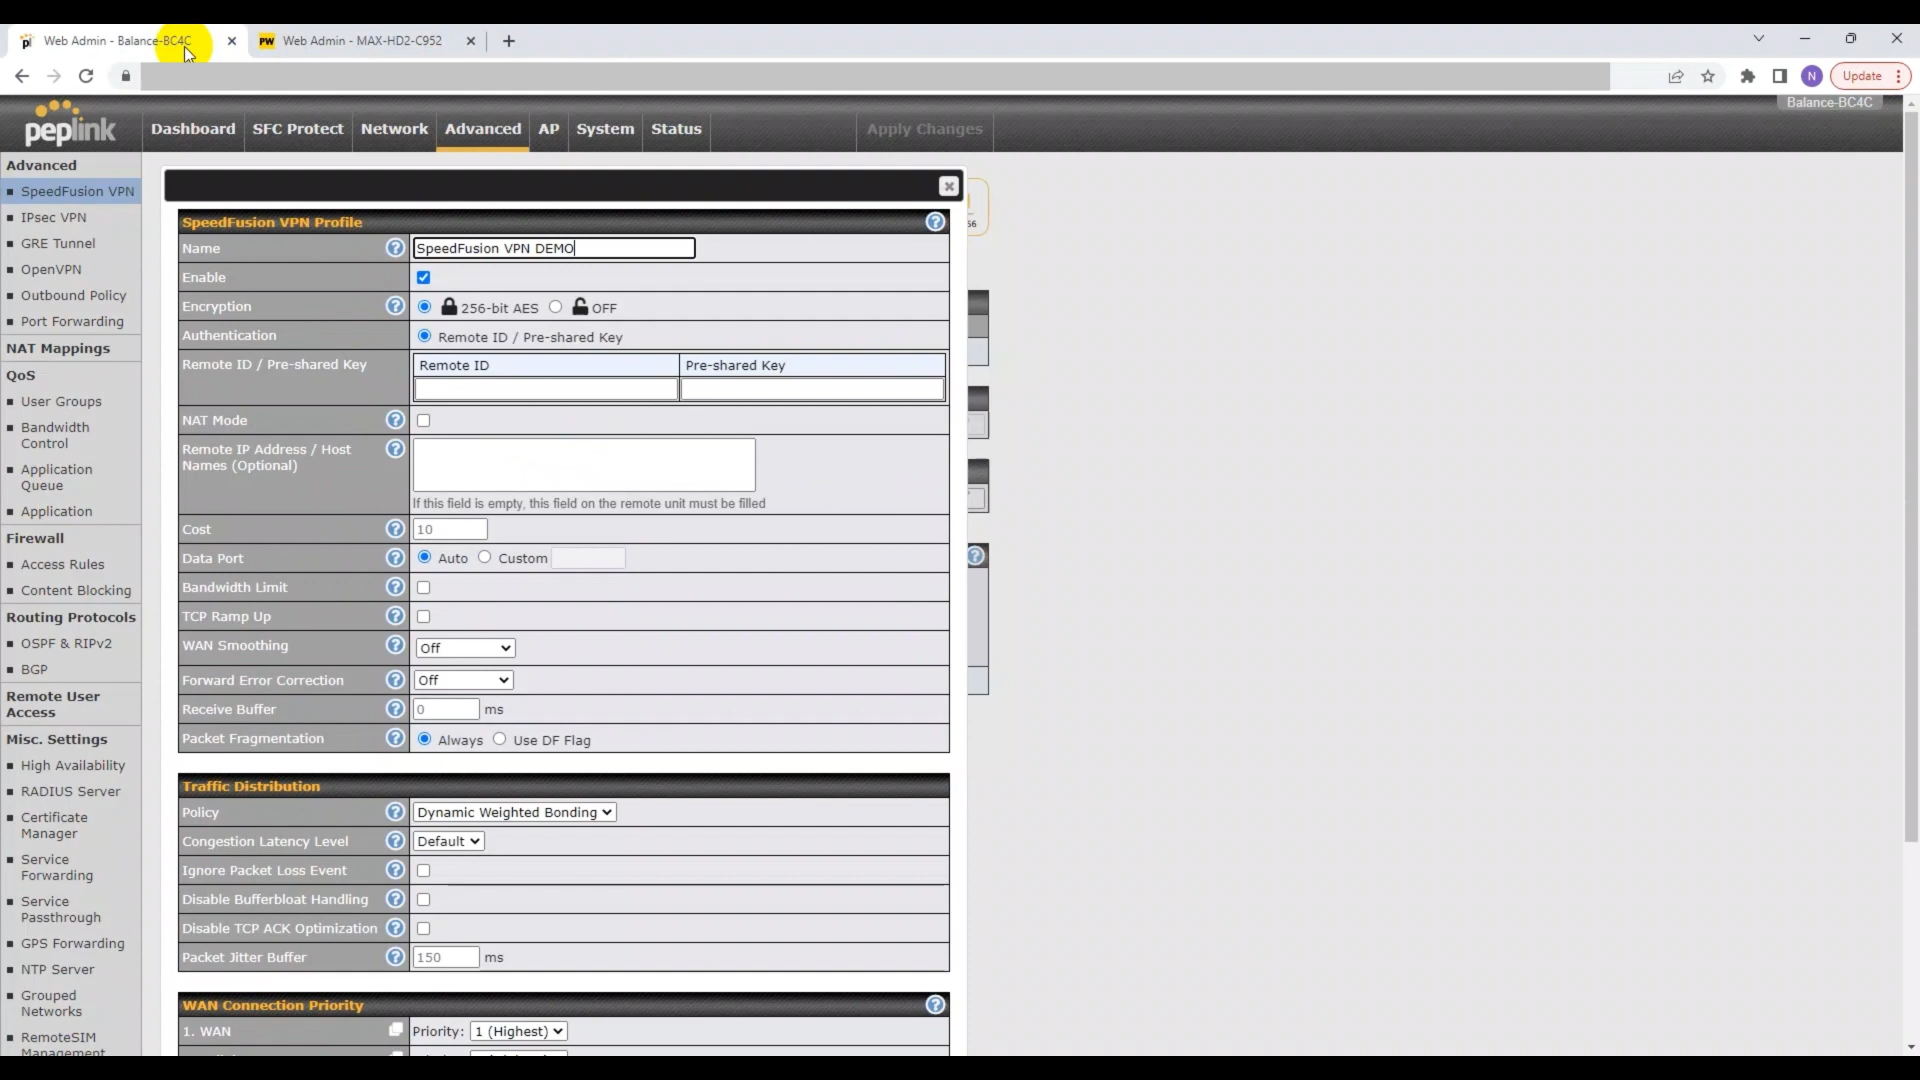 Web Admin - Balance-BC4C
PW Web Admin - MAX-HD2-C952
N Update
Balance-BC4C
peplink
Dashboard SFC Protect Network Advanced AP System Status Apply Changes
Advanced
SpeedFusion VPN
IPsec VPN
GRE Tunnel
OpenVPN
Outbound Policy
Port Forwarding
NAT Mappings
QoS
User Groups
Bandwidth
Control
Application
Queue
Application
Firewall
Access Rules
Content Blocking
Routing Protocols
OSPF & RIPv2
BGP
Remote User
Access
Misc. Settings
High Availability
RADIUS Server
Certificate
Manager
Service
Forwarding
Service
Passthrough
GPS Forwarding
NTP Server
Grouped
Networks
RemoteSIM
Management
SpeedFusion VPN Profile
Name SpeedFusion VPN DEMO
Enable
Encryption 256-bit AES OFF
Authentication Remote ID / Pre-shared Key
Remote ID / Pre-shared Key Remote ID Pre-shared Key
NAT Mode
Remote IP Address / Host
Names (Optional)
If this field is empty, this field on the remote unit must be filled
Cost 10
Data Port Auto Custom
Bandwidth Limit
TCP Ramp Up
WAN Smoothing Off
Forward Error Correction Off
Receive Buffer 0 ms
Packet Fragmentation Always Use DF Flag
Traffic Distribution
Policy Dynamic Weighted Bonding
Congestion Latency Level Default
Ignore Packet Loss Event
Disable Bufferbloat Handling
Disable TCP ACK Optimization
Packet Jitter Buffer 150 ms
WAN Connection Priority
1. WAN Priority: 1 (Highest)